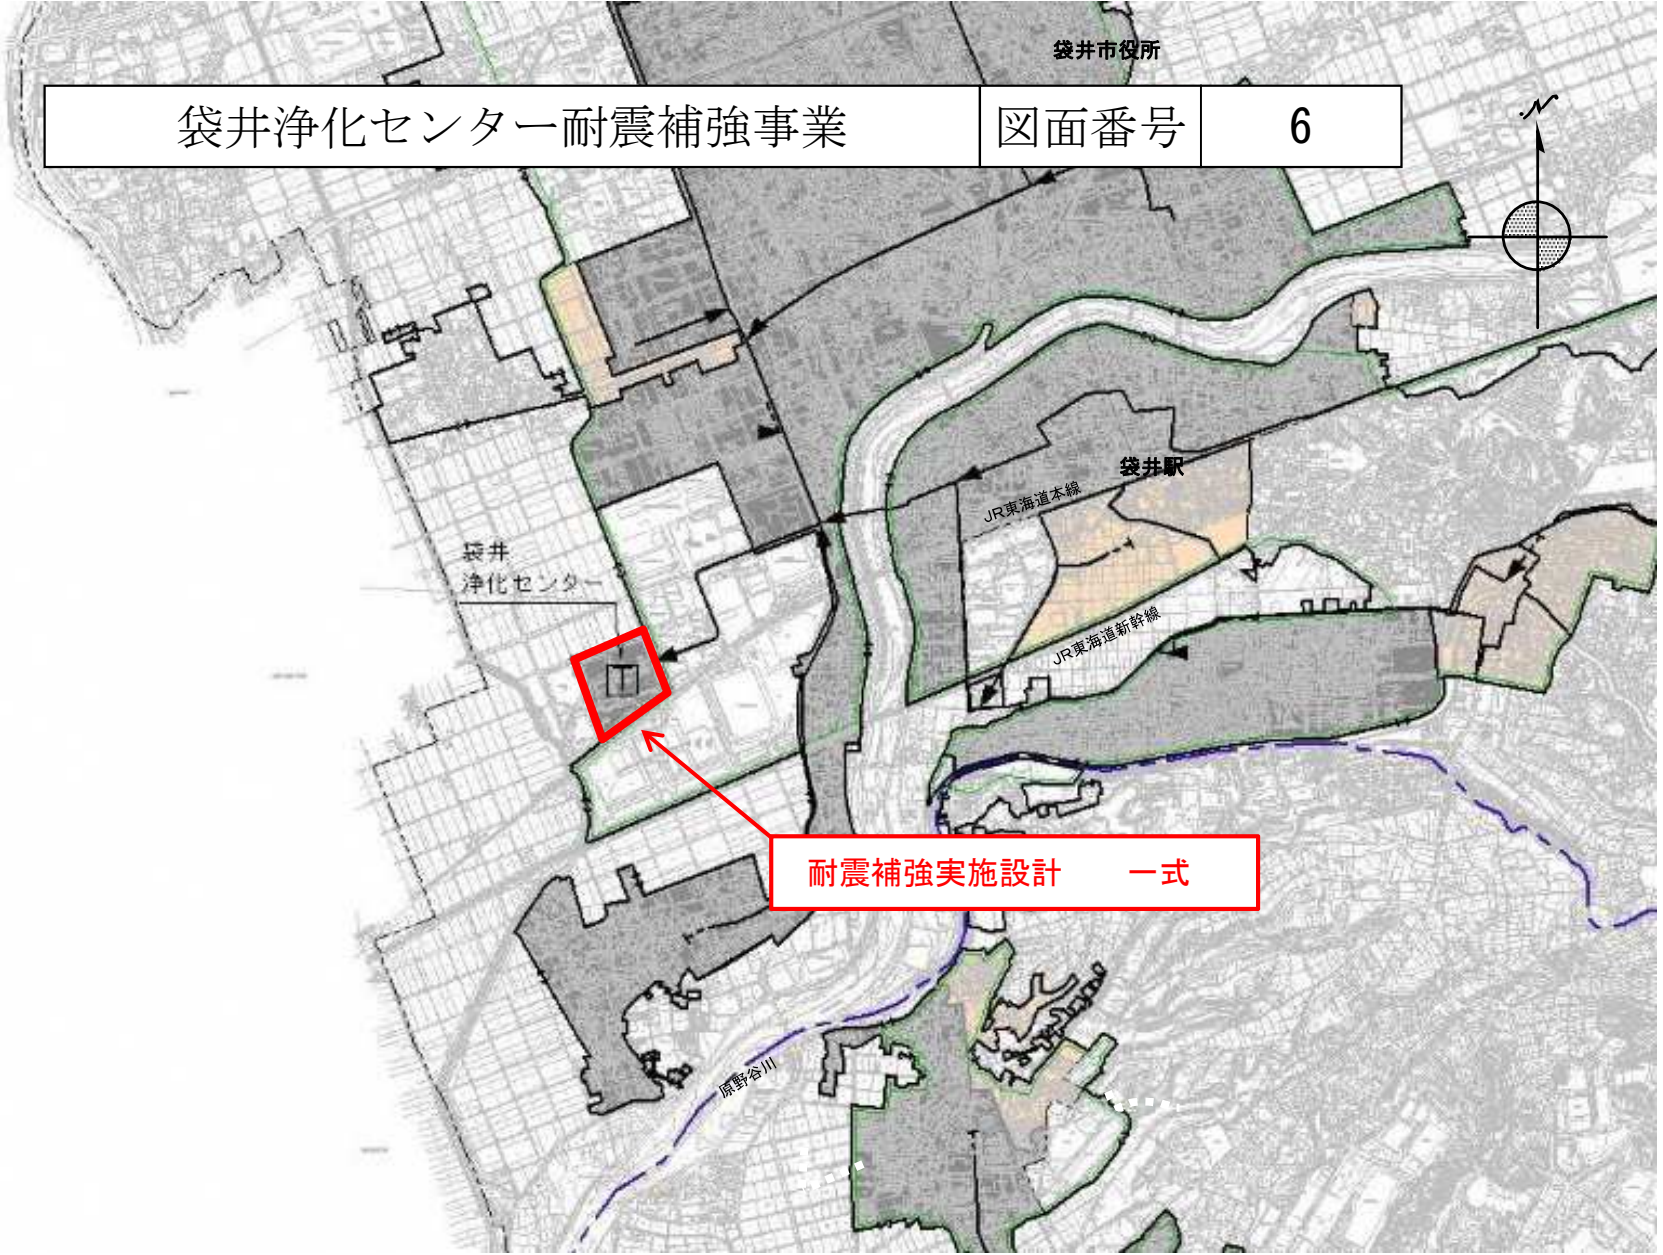 袋井市役所
袋井浄化センター耐震補強事業 図面番号 6
N
袋井駅
JR東海道本線
袋井
浄化センター
JR東海道新幹線
T
耐震補強実施設計 一式
原野谷川